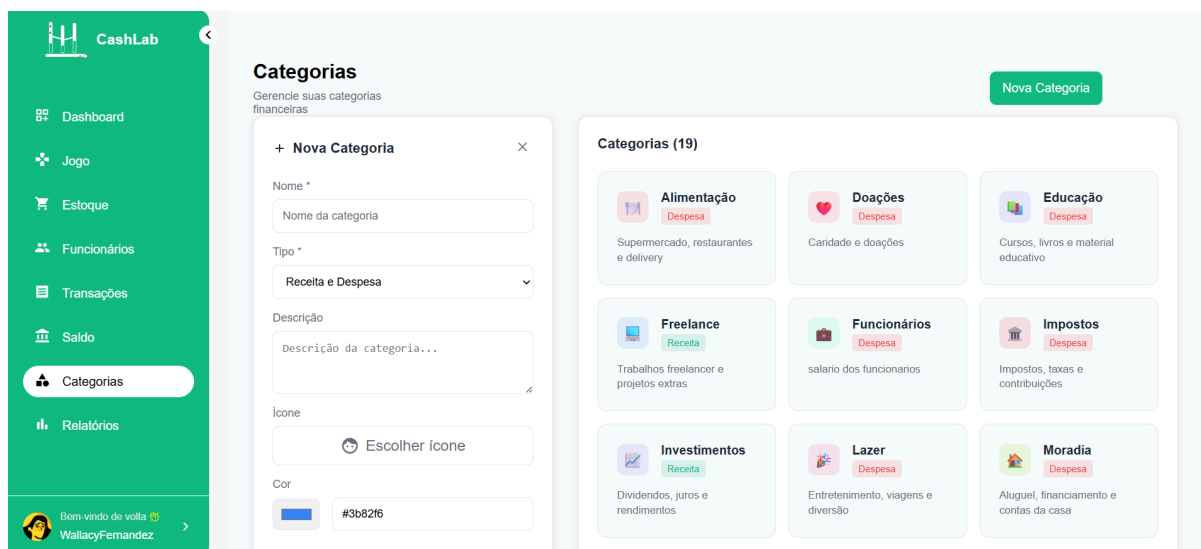 CashLab
Dashboard
Jogo
Estoque
Funcionários
Transações
Saldo
Categorias
Relatórios
Bem-vindo de volta 👋
WallacyFernandez
Categorias
Gerencie suas categorias
financeiras
Nova Categoria
+ Nova Categoria
Nome *
Nome da categoria
Tipo *
Receita e Despesa
Descrição
Descrição da categoria...
Ícone
Escolher ícone
Cor
#3b82f6
Categorias (19)
Alimentação
Despesa
Supermercado, restaurantes
e delivery
Doações
Despesa
Caridade e doações
Educação
Despesa
Cursos, livros e material
educativo
Freelance
Receita
Trabalhos freelancer e
projetos extras
Funcionários
Despesa
salario dos funcionarios
Impostos
Despesa
Impostos, taxas e
contribuições
Investimentos
Receita
Dividendos, juros e
rendimentos
Lazer
Despesa
Entretenimento, viagens e
diversão
Moradia
Despesa
Aluguel, financiamento e
contas da casa